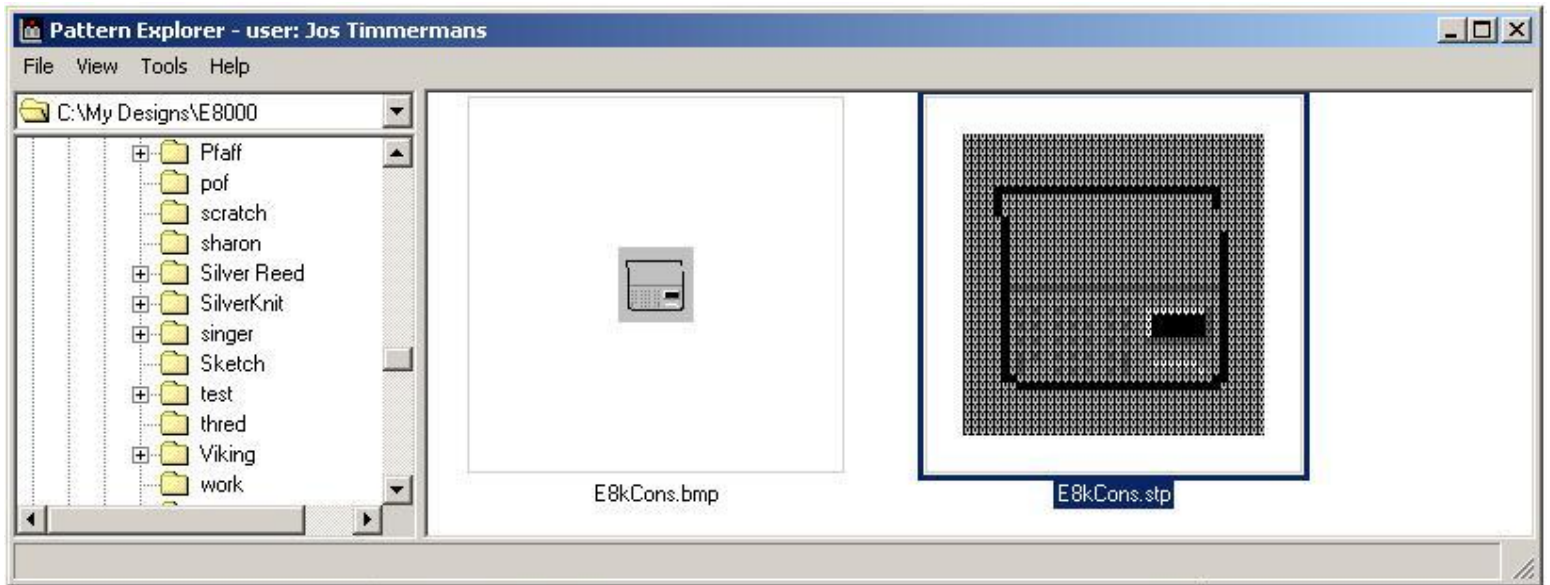 Pattern Explorer - user: Jos Timmermans
File View Tools Help
C:\My Designs\E8000
Pfaff
pof
scratch
sharon
Silver Reed
SilverKnit
singer
Sketch
test
thred
Viking
work
E8kCons.bmp
E8kCons.stp